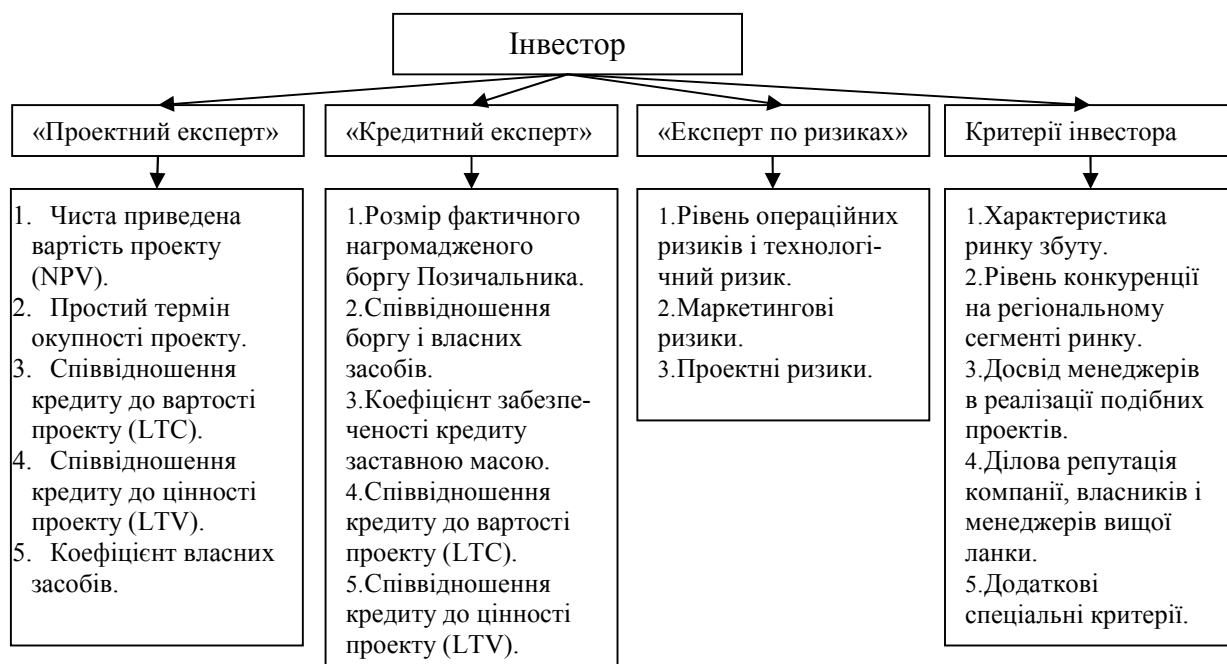 Інвестор
«Проектний експерт»
«Кредитний експерт»
«Експерт по ризиках»
Критерії інвестора
1. Чиста приведена
вартість проекту
(NPV).
2. Простий термін
окупності проекту.
3. Співвідношення
кредиту до вартості
проекту (LTC).
4. Співвідношення
кредиту до цінності
проекту (LTV).
5. Коефіцієнт власних
засобів.
1.Розмір фактичного
нагромадженого
боргу Позичальника.
2.Співвідношення
боргу і власних
засобів.
3.Коефіцієнт забезпе-
ченості кредиту
заставною масою.
4.Співвідношення
кредиту до вартості
проекту (LTC).
5.Співвідношення
кредиту до цінності
проекту (LTV).
1.Рівень операційних
ризиків і технологі-
чний ризик.
2.Маркетингові
ризики.
3.Проектні ризики.
1.Характеристика
ринку збуту.
2.Рівень конкуренції
на регіональному
сегменті ринку.
3.Досвід менеджерів
в реалізації подібних
проектів.
4.Ділова репутація
компанії, власників і
менеджерів вищої
ланки.
5.Додаткові
спеціальні критерії.